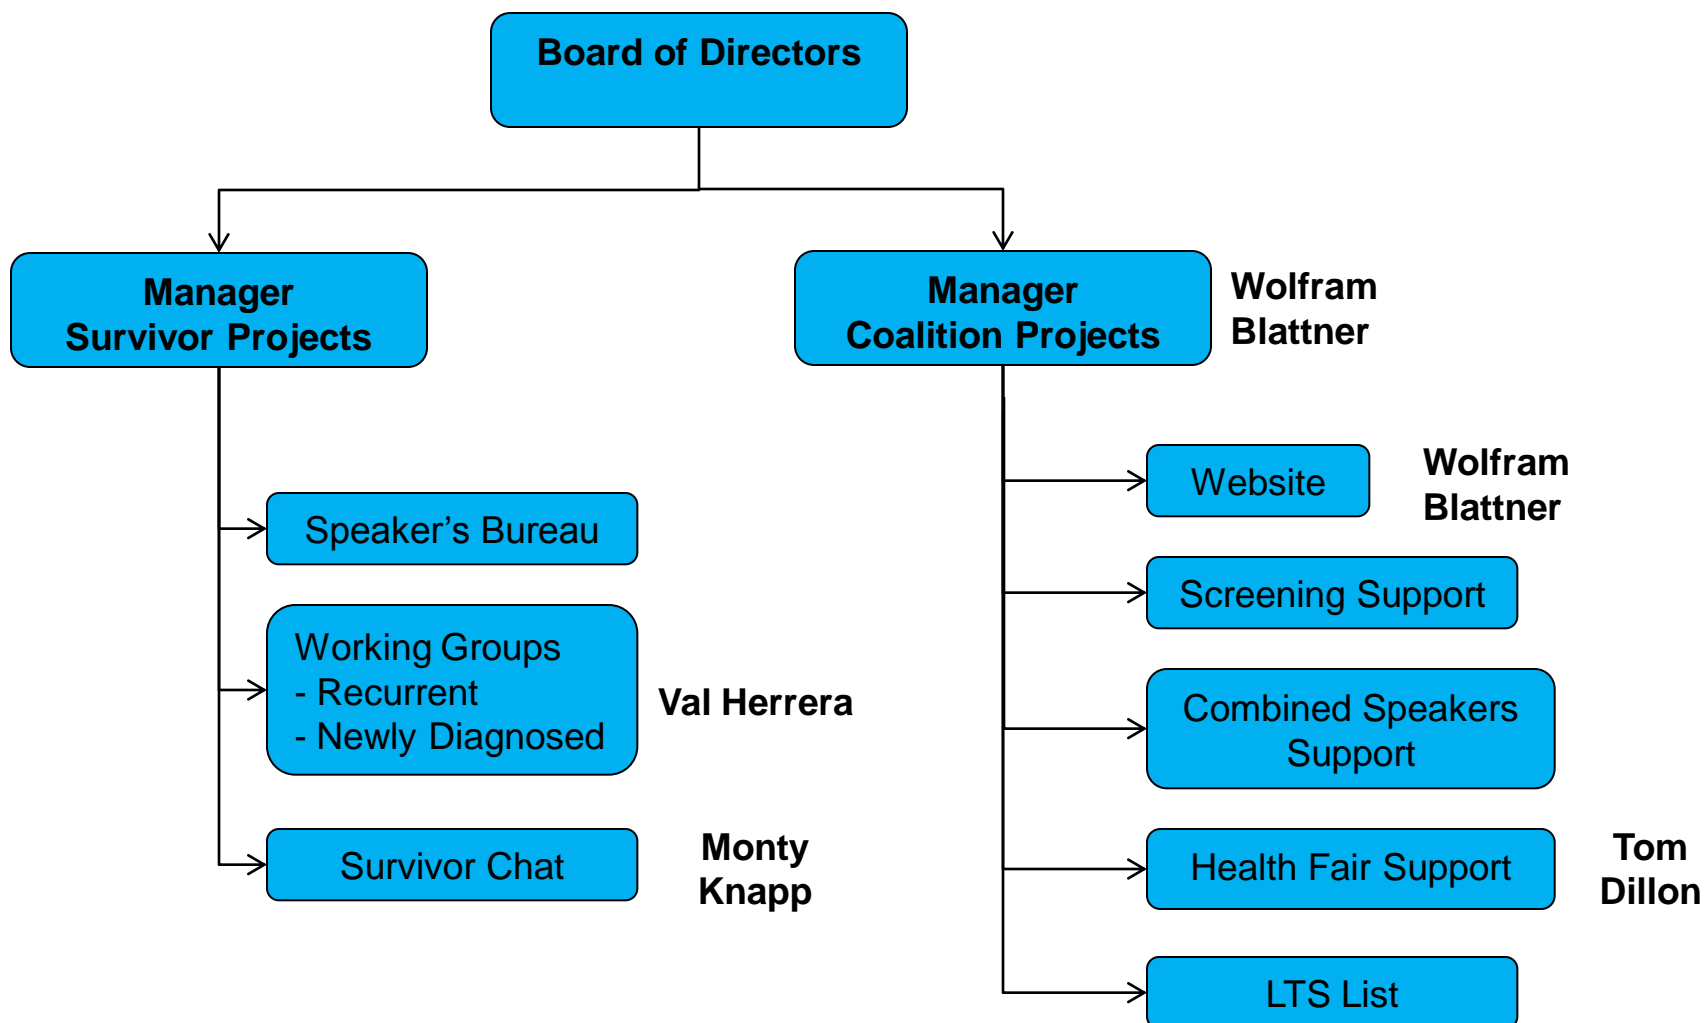 Board of Directors
Manager
Survivor Projects
Manager
Coalition Projects
Wolfram
Blattner
Speaker’s Bureau
Working Groups
- Recurrent
- Newly Diagnosed
Val Herrera
Survivor Chat
Monty
Knapp
Website
Wolfram
Blattner
Screening Support
Combined Speakers
Support
Health Fair Support
Tom
Dillon
LTS List